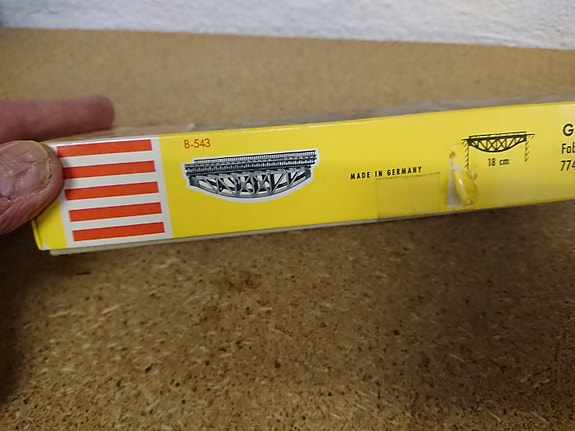 B-543
MADE IN GERMANY
18 cm
G
Fab
774